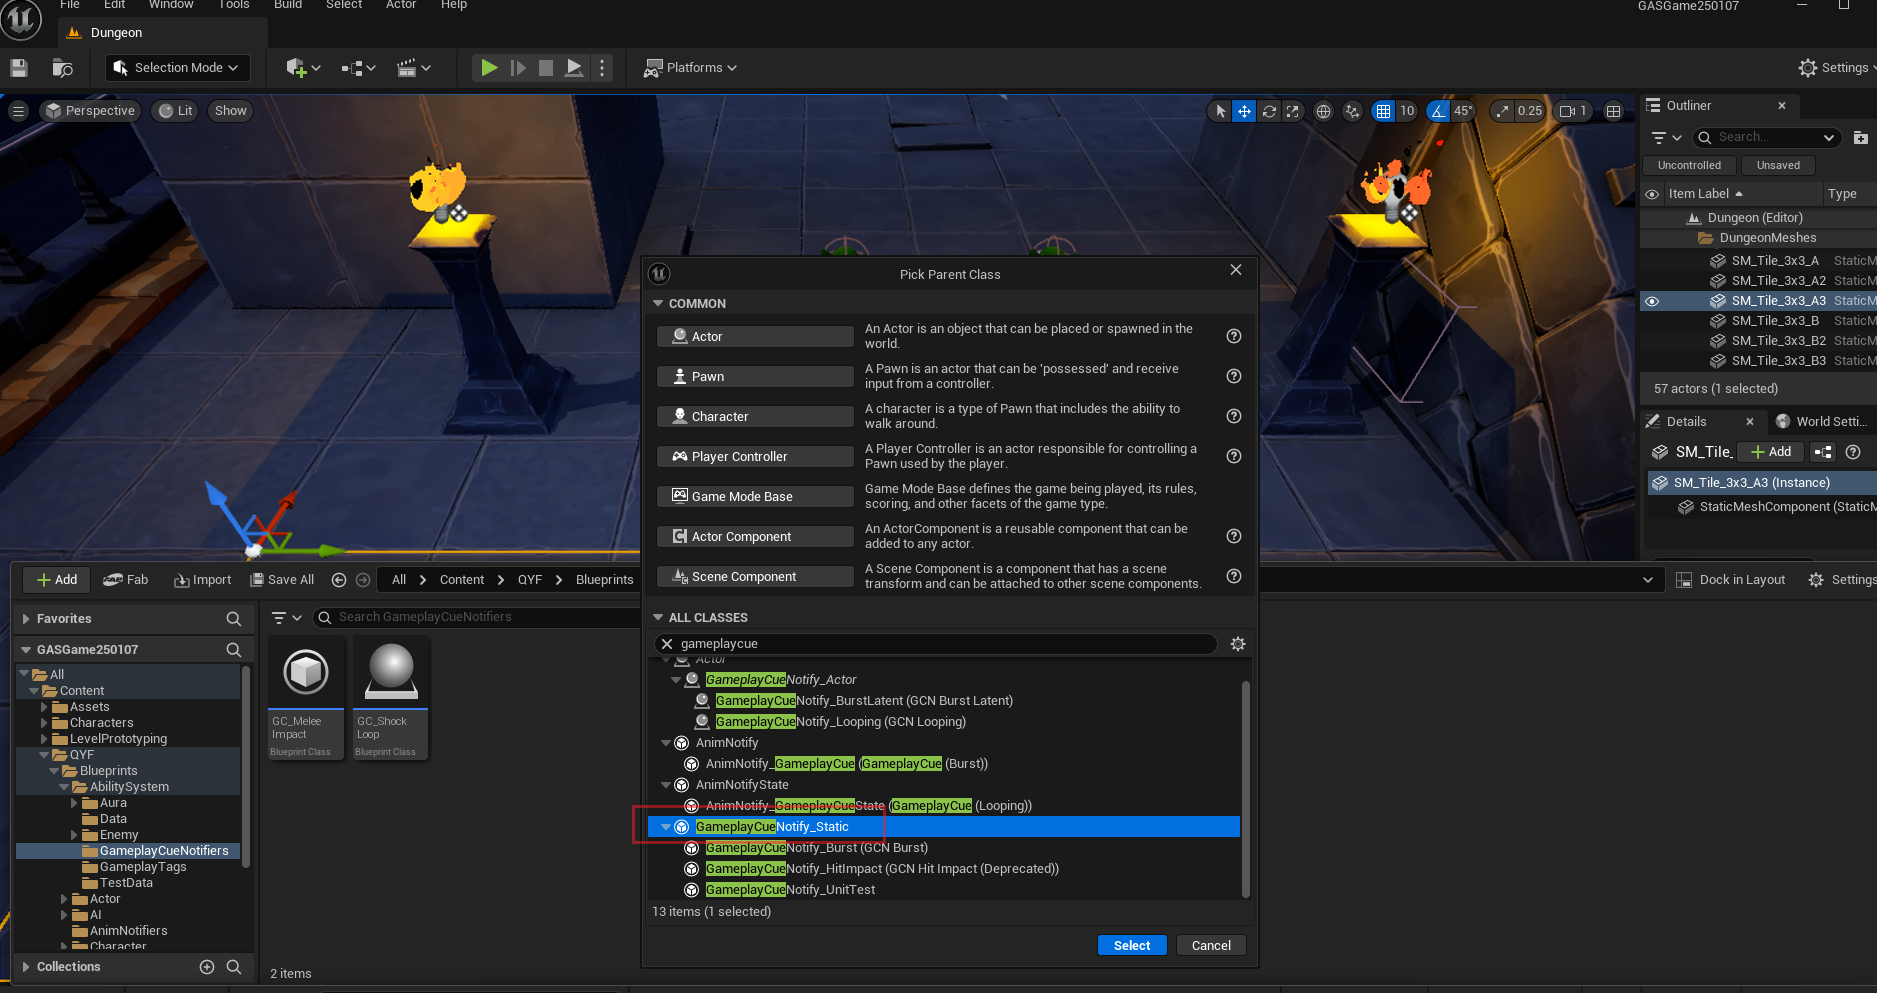 File Edit Window Tools Build Select Actor Help
GASGame250107
Dungeon
Selection Mode
Platforms
Settings
Perspective
Lit
Show
10
45°
0.25
1
Outliner
Search...
Uncontrolled
Unsaved
Item Label
Type
Dungeon (Editor)
DungeonMeshes
SM_Tile_3x3_A StaticM
SM_Tile_3x3_A2 StaticM
SM_Tile_3x3_A3 StaticM
SM_Tile_3x3_B StaticM
SM_Tile_3x3_B2 StaticM
SM_Tile_3x3_B3 StaticM
57 actors (1 selected)
Details
World Setti...
SM_Tile_
Add
SM_Tile_3x3_A3 (Instance)
StaticMeshComponent (StaticM
Pick Parent Class
COMMON
Actor
An Actor is an object that can be placed or spawned in the
world.
Pawn
A Pawn is an actor that can be 'possessed' and receive
input from a controller.
Character
A character is a type of Pawn that includes the ability to
walk around.
Player Controller
A Player Controller is an actor responsible for controlling a
Pawn used by the player.
Game Mode Base
Game Mode Base defines the game being played, its rules,
scoring, and other facets of the game type.
Actor Component
An ActorComponent is a reusable component that can be
added to any actor.
Scene Component
A Scene Component is a component that has a scene
transform and can be attached to other scene components.
ALL CLASSES
gameplaycue
Actor
GameplayCueNotify_Actor
GameplayCueNotify_BurstLatent (GCN Burst Latent)
GameplayCueNotify_Looping (GCN Looping)
AnimNotify
AnimNotify_GameplayCue (GameplayCue (Burst))
AnimNotifyState
AnimNotify_GameplayCueState (GameplayCue (Looping))
GameplayCueNotify_Static
GameplayCueNotify_Burst (GCN Burst)
GameplayCueNotify_HitImpact (GCN Hit Impact (Deprecated))
GameplayCueNotify_UnitTest
13 items (1 selected)
Select
Cancel
Add
Fab
Import
Save All
All
Content
QYF
Blueprints
Dock in Layout
Settings
Favorites
GASGame250107
All
Content
Assets
Characters
LevelPrototyping
QYF
Blueprints
AbilitySystem
Aura
Data
Enemy
GameplayCueNotifiers
GameplayTags
TestData
Actor
AI
AnimNotifiers
Character
Collections
Search GameplayCueNotifiers
GC_Melee
Impact
Blueprint Class
GC_Shock
Loop
Blueprint Class
2 items